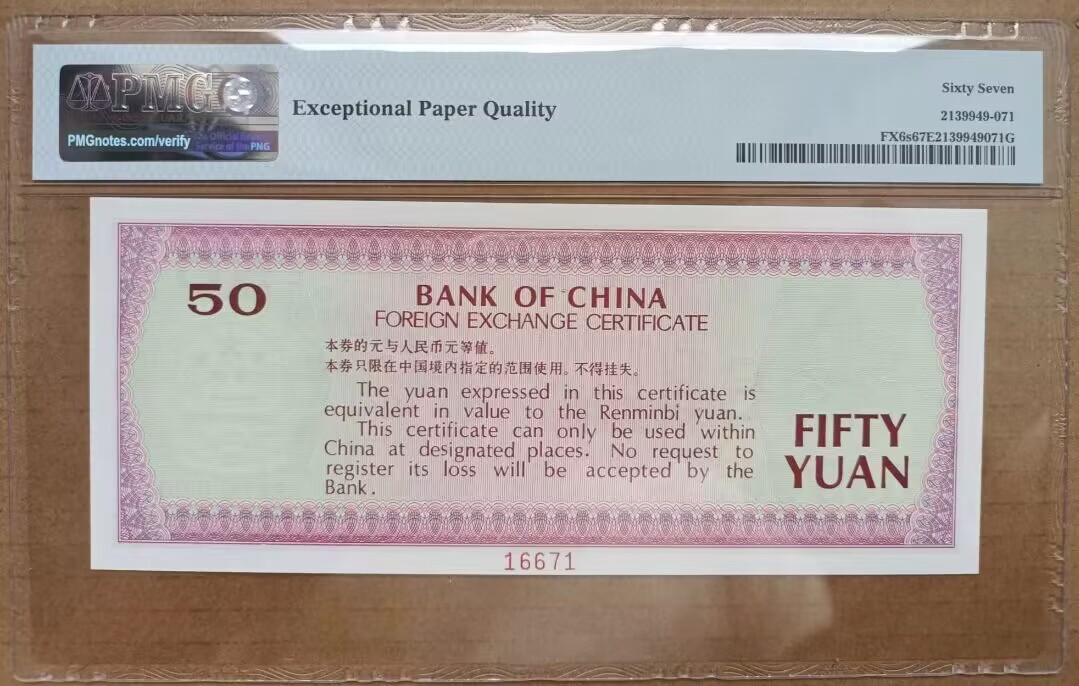 PMG
PMGnotes.com/verify
Service of the PNG
Exceptional Paper Quality
Sixty Seven
2139949-071
FX6s67E2139949071G
50
BANK OF CHINA
FOREIGN EXCHANGE CERTIFICATE
本券的元与人民币元等值。
本券只限在中国境内指定的范围使用。不得挂失。
The yuan expressed in this certificate is
equivalent in value to the Renminbi yuan.
This certificate can only be used within
China at designated places. No request to
register its loss will be accepted by the
Bank.
FIFTY
YUAN
16671